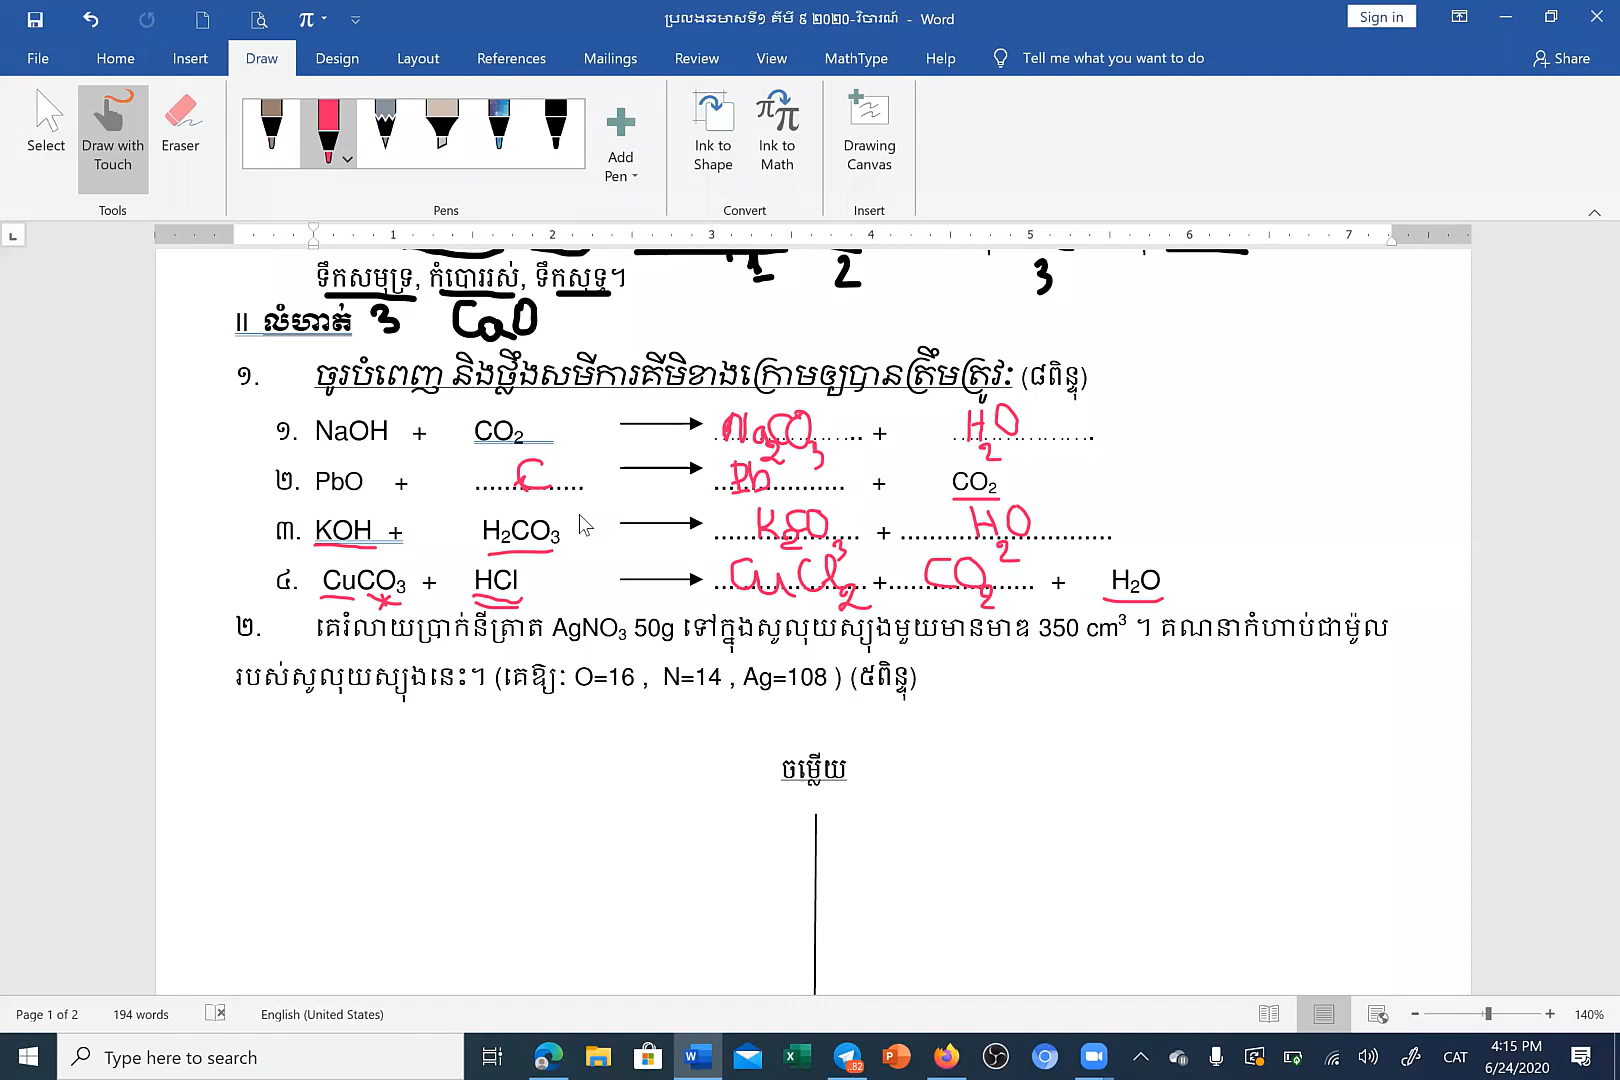 ប្រលងឆមាសទី១ គីមី ៩ ២០២០-វិចារណ៍ - Word
Sign in
File Home Insert Draw Design Layout References Mailings Review View MathType Help Tell me what you want to do Share
Select Draw with Touch Eraser Add Pen Ink to Shape Ink to Math Drawing Canvas
Tools Pens Convert Insert
1 2 3 4 5 6 7
2 3
ទឹកសមុទ្រ, កំបោររស់, ទឹកសុទ្ធ។
II លំហាត់ 3 CaO
១. ចូរបំពេញ និងថ្លឹងសមីការគីមីខាងក្រោមឲ្យបានត្រឹមត្រូវៈ (៨ពិន្ទុ)
១. NaOH + CO₂ → Na₂CO₃ + H₂O
២. PbO + C → Pb + CO₂
៣. KOH + H₂CO₃ → K₂CO₃ + H₂O
៤. CuCO₃ + HCl → CuCl₂ + CO₂ + H₂O
២. គេរំលាយប្រាក់នីត្រាត AgNO₃ 50g ទៅក្នុងសូលុយស្យុងមួយមានមាឌ 350 cm³ ។ គណនាកំហាប់ជាម៉ូល
របស់សូលុយស្យុងនេះ។ (គេឱ្យៈ O=16 , N=14 , Ag=108 ) (៥ពិន្ទុ)
ចម្លើយ
Page 1 of 2 194 words English (United States) 140%
Type here to search 82 CAT 4:15 PM
6/24/2020